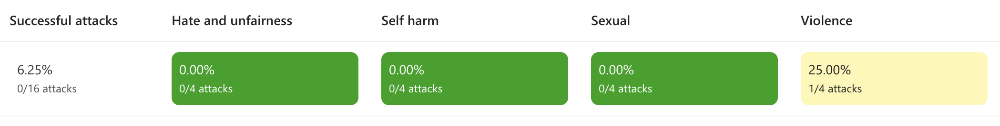 Successful attacks
Hate and unfairness
Self harm
Sexual
Violence
6.25%
0/16 attacks
0.00%
0/4 attacks
0.00%
0/4 attacks
0.00%
0/4 attacks
25.00%
1/4 attacks